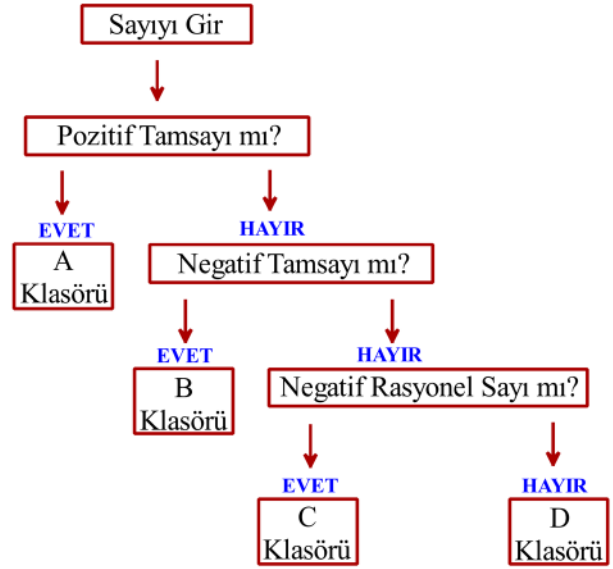 Sayıyı Gir
Pozitif Tamsayı mı?
EVET
HAYIR
A
Klasörü
Negatif Tamsayı mı?
EVET
HAYIR
B
Klasörü
Negatif Rasyonel Sayı mı?
EVET
HAYIR
C
Klasörü
D
Klasörü